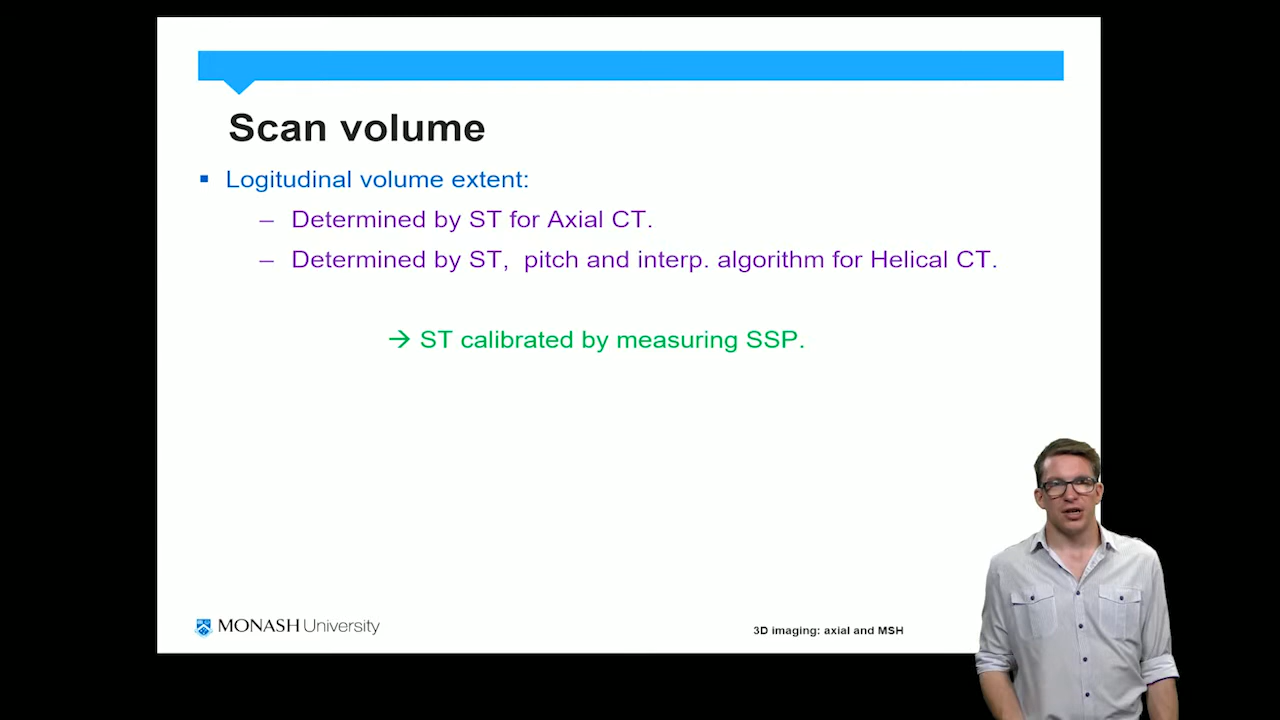 Scan volume
▪ Logitudinal volume extent:
– Determined by ST for Axial CT.
– Determined by ST, pitch and interp. algorithm for Helical CT.
→ ST calibrated by measuring SSP.
MONASH University
3D imaging: axial and MSH